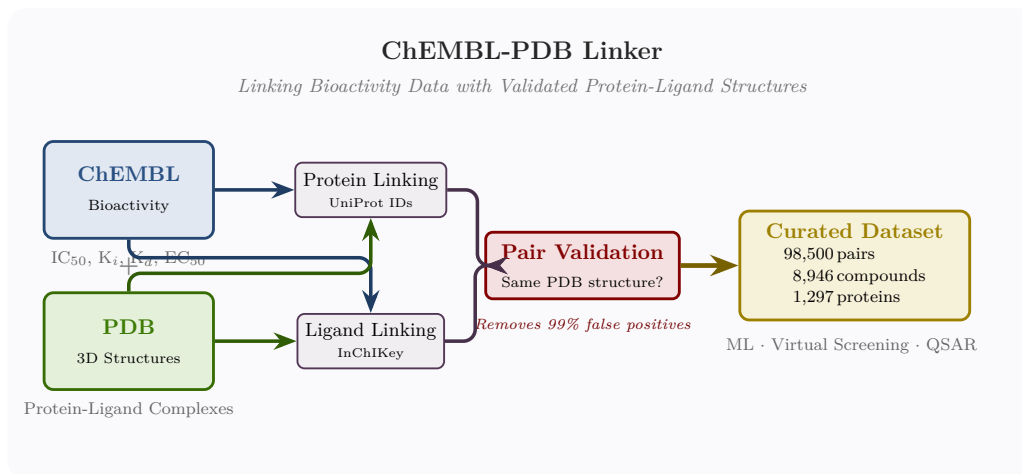 ChEMBL-PDB Linker
Linking Bioactivity Data with Validated Protein-Ligand Structures
ChEMBL
Bioactivity
IC₅₀, Kᵢ, K_d, EC₅₀
+
PDB
3D Structures
Protein-Ligand Complexes
Protein Linking
UniProt IDs
Ligand Linking
InChIKey
Pair Validation
Same PDB structure?
Removes 99% false positives
Curated Dataset
98,500 pairs
8,946 compounds
1,297 proteins
ML · Virtual Screening · QSAR